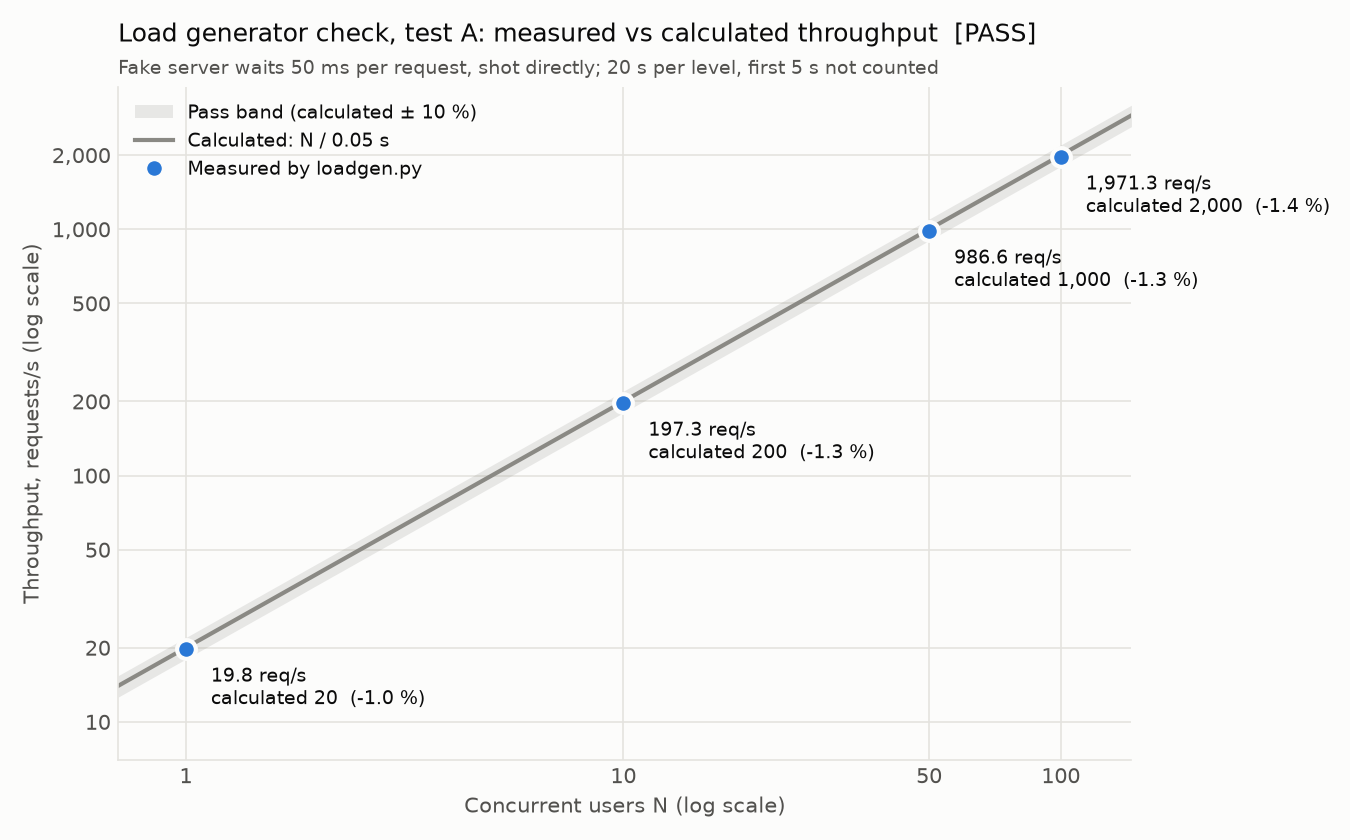 Load generator check, test A: measured vs calculated throughput  [PASS]
Fake server waits 50 ms per request, shot directly; 20 s per level, first 5 s not counted
Pass band (calculated ± 10 %)
Calculated: N / 0.05 s
Measured by loadgen.py
Throughput, requests/s (log scale)
2,000
1,000
500
200
100
50
20
10
1,971.3 req/s
calculated 2,000  (-1.4 %)
986.6 req/s
calculated 1,000  (-1.3 %)
197.3 req/s
calculated 200  (-1.3 %)
19.8 req/s
calculated 20  (-1.0 %)
1
10
50
100
Concurrent users N (log scale)